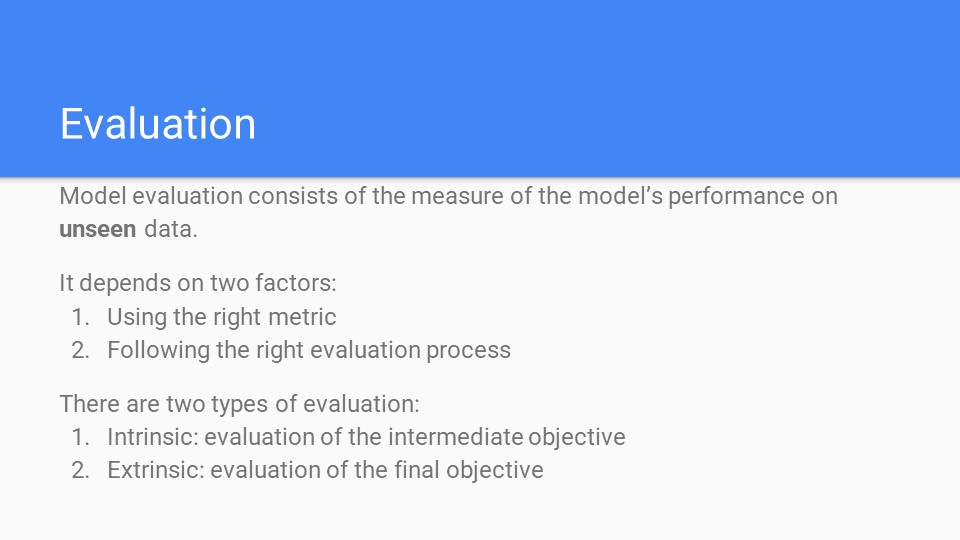 Evaluation
Model evaluation consists of the measure of the model’s performance on
unseen data.
It depends on two factors:
1. Using the right metric
2. Following the right evaluation process
There are two types of evaluation:
1. Intrinsic: evaluation of the intermediate objective
2. Extrinsic: evaluation of the final objective